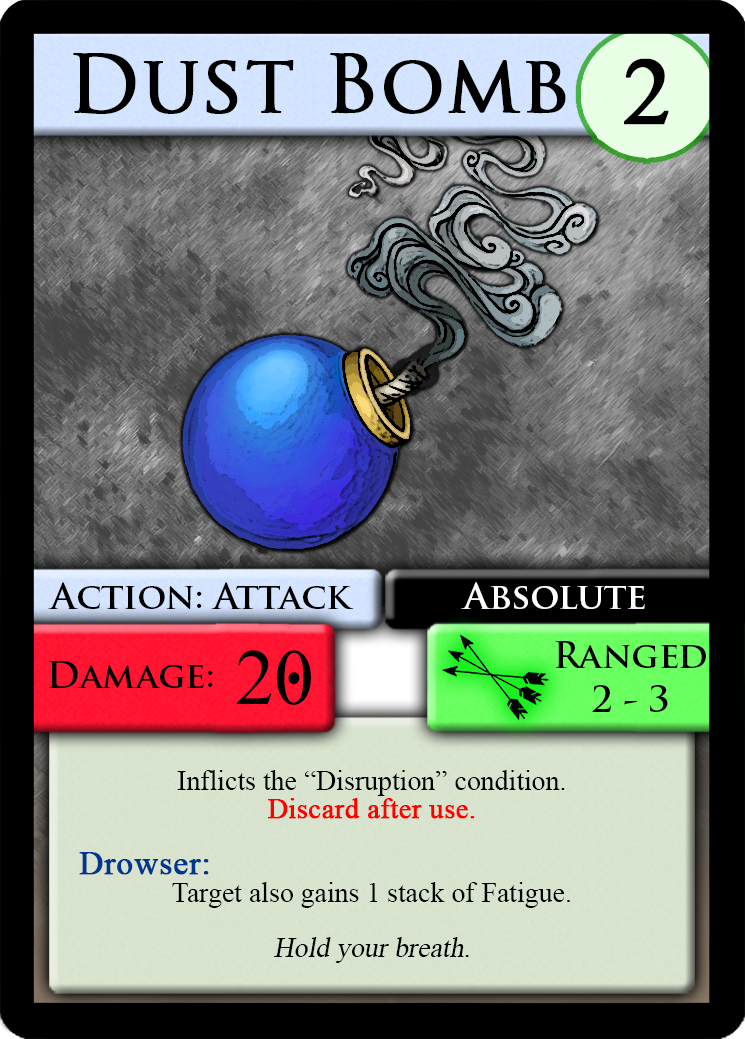 Dust Bomb
2
Action: Attack
Absolute
Damage: 20
Ranged
2 - 3
Inflicts the “Disruption” condition.
Discard after use.
Drowser:
Target also gains 1 stack of Fatigue.
Hold your breath.